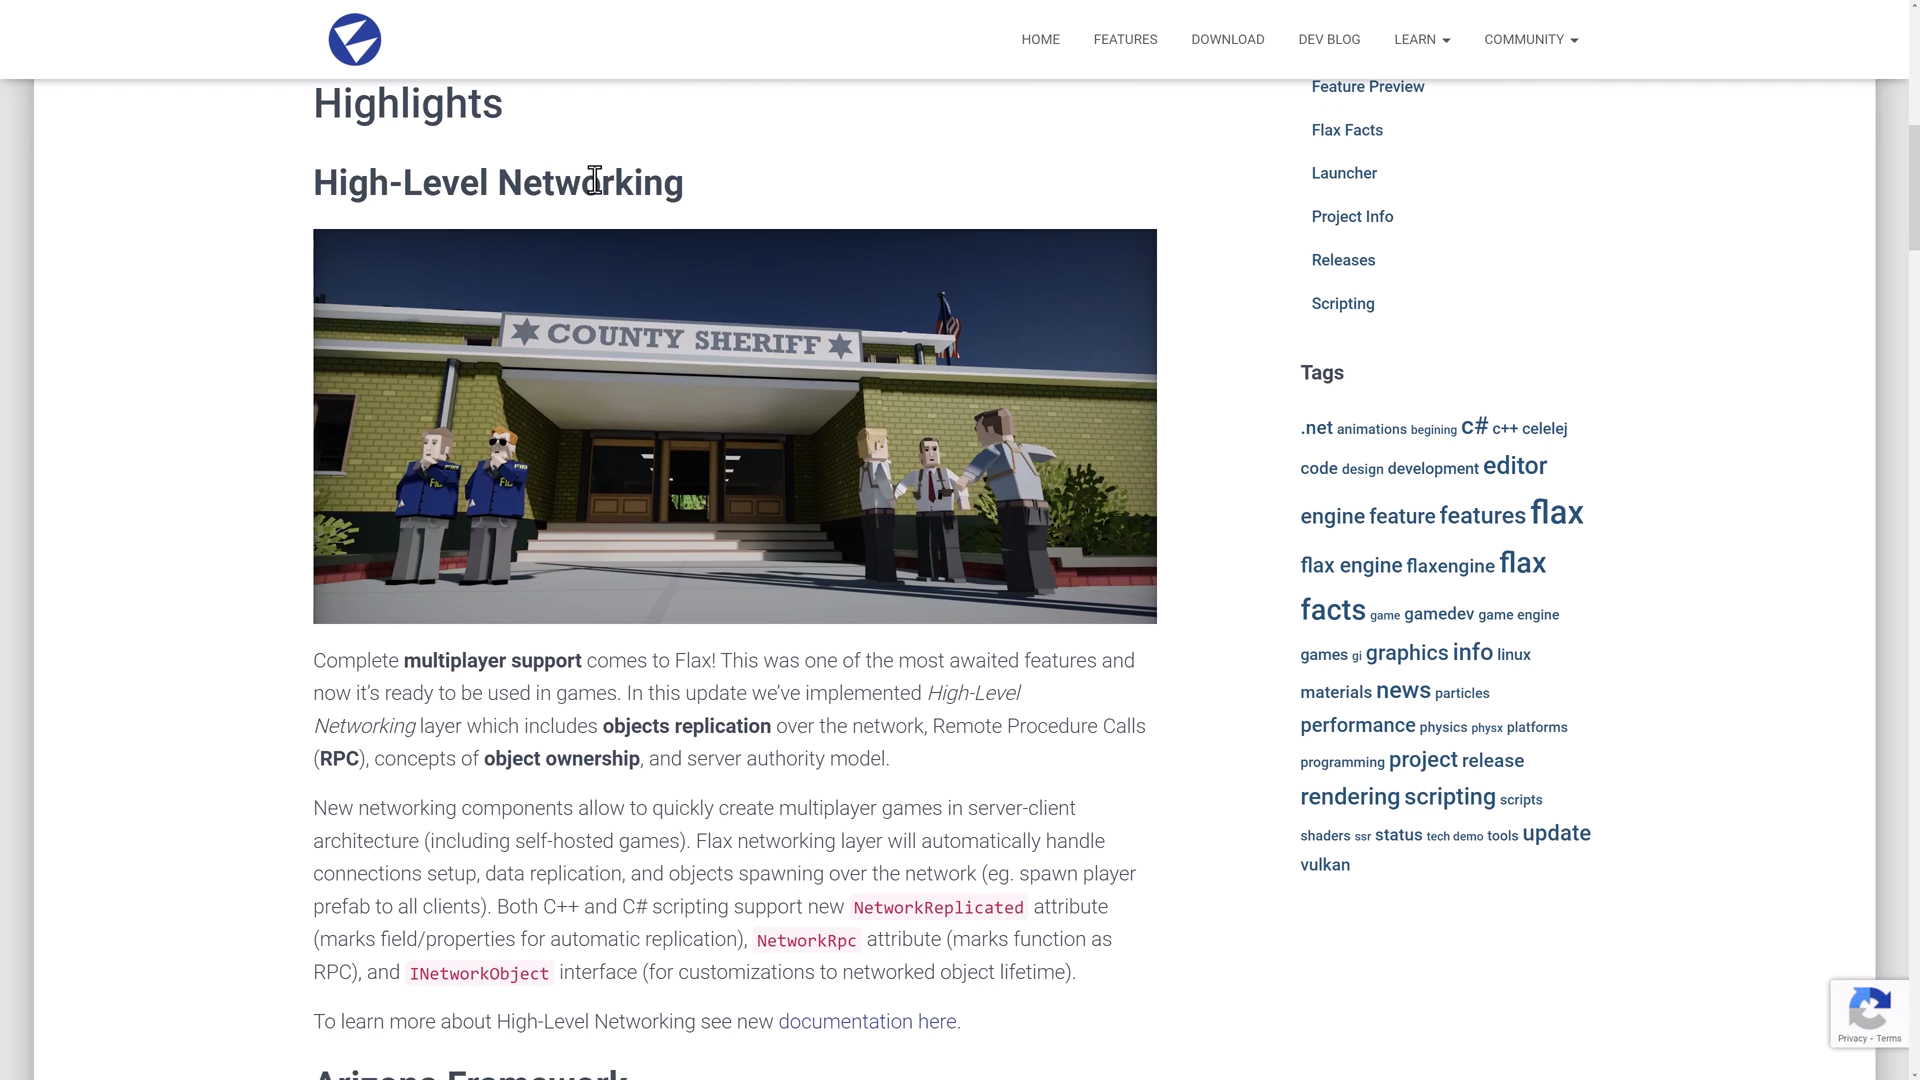 HOME FEATURES DOWNLOAD DEV BLOG LEARN COMMUNITY
Highlights
High-Level Networking
COUNTY SHERIFF
FIB FIB
FIB FIB
Complete multiplayer support comes to Flax! This was one of the most awaited features and
now it’s ready to be used in games. In this update we’ve implemented High-Level
Networking layer which includes objects replication over the network, Remote Procedure Calls
(RPC), concepts of object ownership, and server authority model.
New networking components allow to quickly create multiplayer games in server-client
architecture (including self-hosted games). Flax networking layer will automatically handle
connections setup, data replication, and objects spawning over the network (eg. spawn player
prefab to all clients). Both C++ and C# scripting support new NetworkReplicated attribute
(marks field/properties for automatic replication), NetworkRpc attribute (marks function as
RPC), and INetworkObject interface (for customizations to networked object lifetime).
To learn more about High-Level Networking see new documentation here.
Arizona Framework
Feature Preview
Flax Facts
Launcher
Project Info
Releases
Scripting
Tags
.net animations begining c# c++ celelej
code design development editor
engine feature features flax
flax engine flaxengine flax
facts game gamedev game engine
games gi graphics info linux
materials news particles
performance physics physx platforms
programming project release
rendering scripting scripts
shaders ssr status tech demo tools update
vulkan
Privacy - Terms